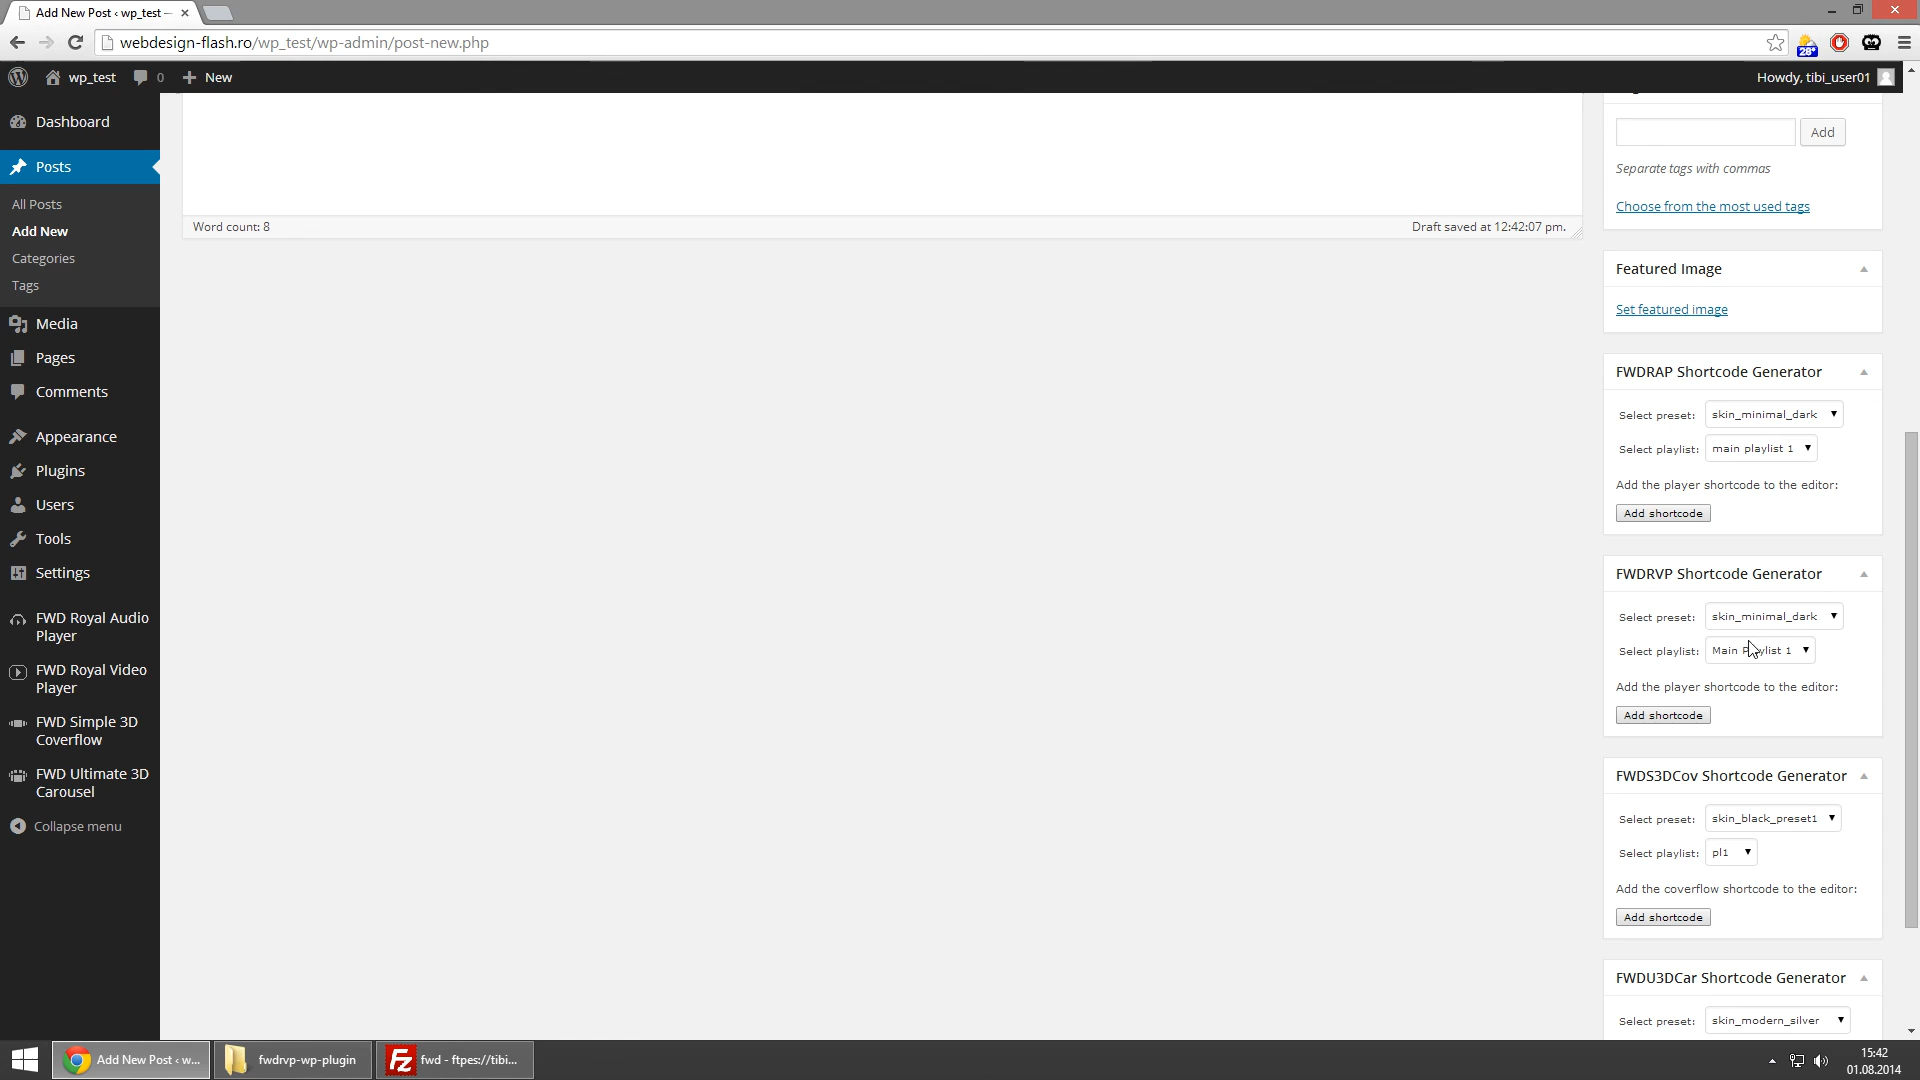 Add New Post ‹ wp_test —
webdesign-flash.ro/wp_test/wp-admin/post-new.php
28°
wp_test
0
New
Howdy, tibi_user01
Dashboard
Posts
All Posts
Add New
Categories
Tags
Media
Pages
Comments
Appearance
Plugins
Users
Tools
Settings
FWD Royal Audio
Player
FWD Royal Video
Player
FWD Simple 3D
Coverflow
FWD Ultimate 3D
Carousel
Collapse menu
Word count: 8
Draft saved at 12:42:07 pm.
Add
Separate tags with commas
Choose from the most used tags
Featured Image
Set featured image
FWDRAP Shortcode Generator
Select preset: skin_minimal_dark
Select playlist: main playlist 1
Add the player shortcode to the editor:
Add shortcode
FWDRVP Shortcode Generator
Select preset: skin_minimal_dark
Select playlist: Main Playlist 1
Add the player shortcode to the editor:
Add shortcode
FWDS3DCov Shortcode Generator
Select preset: skin_black_preset1
Select playlist: pl1
Add the coverflow shortcode to the editor:
Add shortcode
FWDU3DCar Shortcode Generator
Select preset: skin_modern_silver
Add New Post ‹ w...
fwdrvp-wp-plugin
Fz
fwd - ftpes://tibi...
15:42
01.08.2014